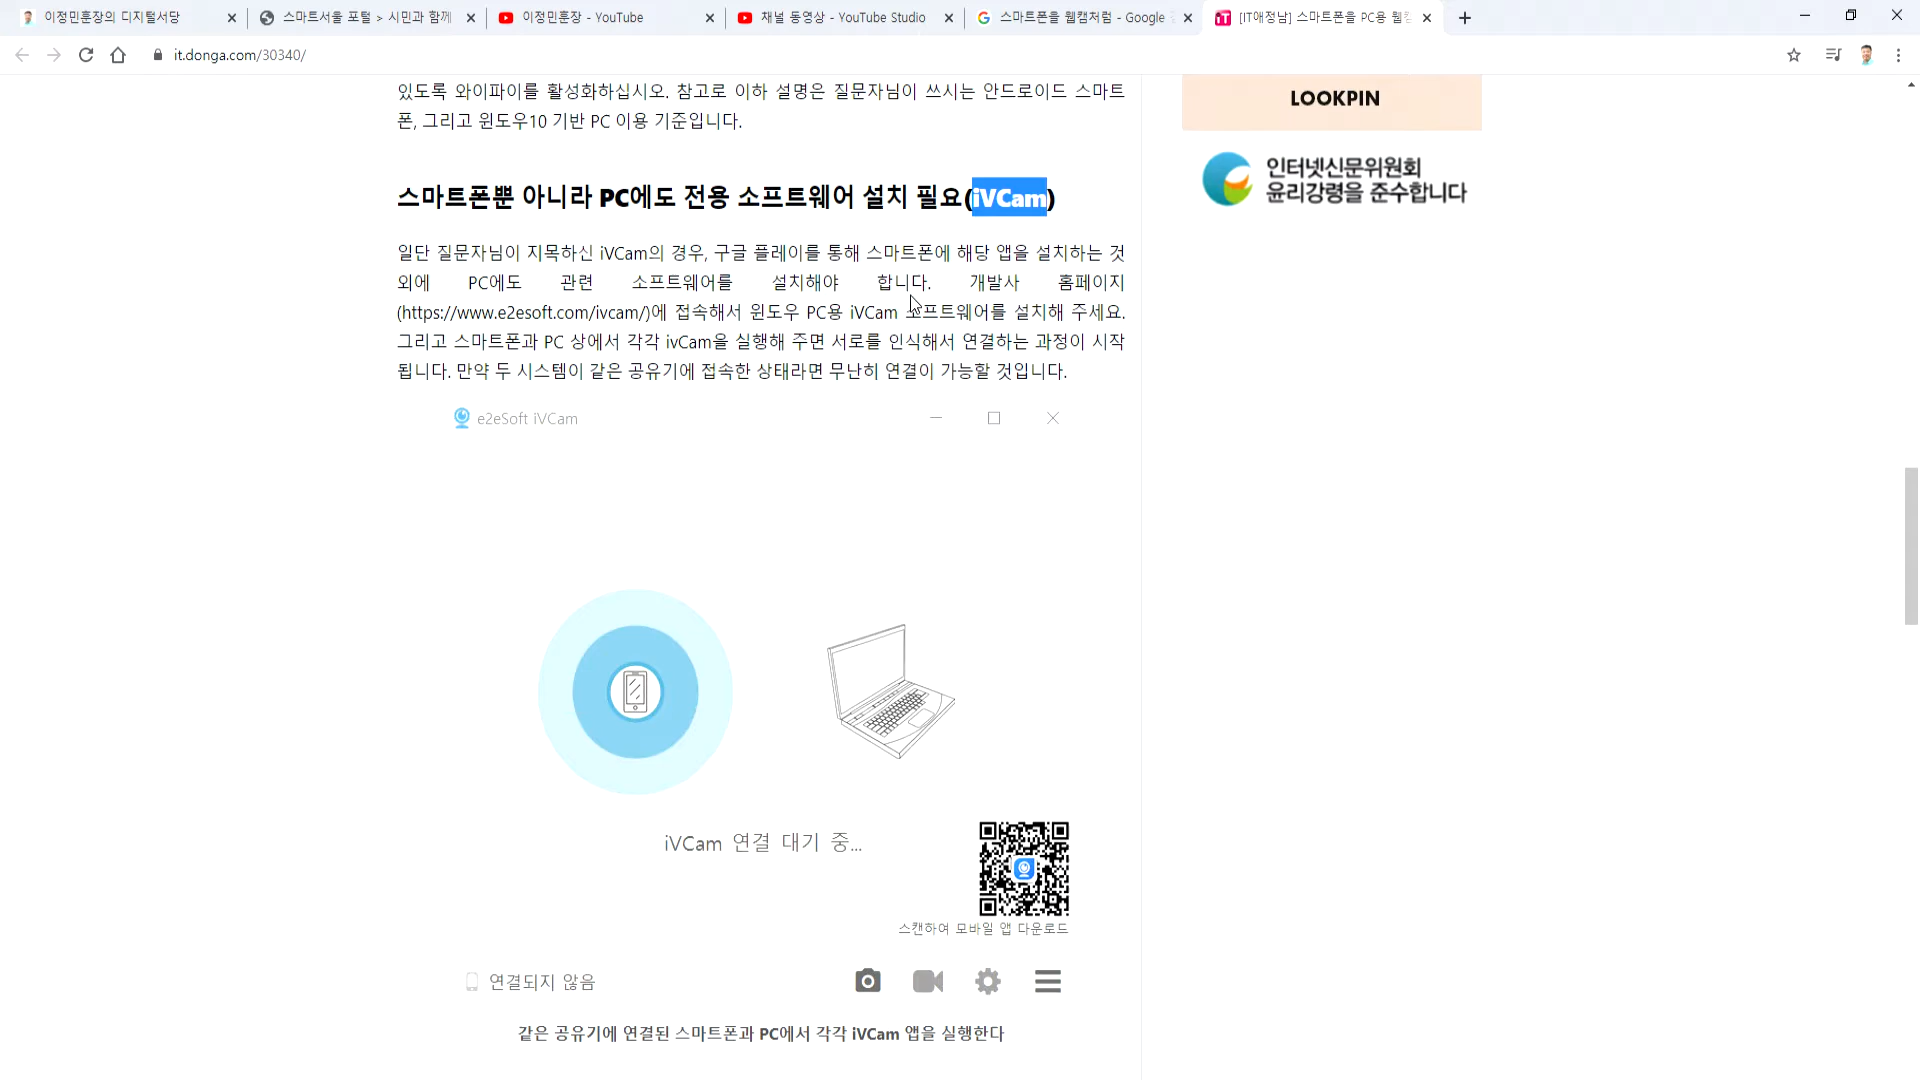 이정민훈장의 디지털서당
스마트서울 포털 > 시민과 함께
이정민훈장 - YouTube
채널 동영상 - YouTube Studio
스마트폰을 웹캠처럼 - Google
[IT애정남] 스마트폰을 PC용 웹캠
it.donga.com/30340/
있도록 와이파이를 활성화하십시오. 참고로 이하 설명은 질문자님이 쓰시는 안드로이드 스마트
폰, 그리고 윈도우10 기반 PC 이용 기준입니다.
LOOKPIN
인터넷신문위원회
윤리강령을 준수합니다
스마트폰뿐 아니라 PC에도 전용 소프트웨어 설치 필요(iVCam)
일단 질문자님이 지목하신 iVCam의 경우, 구글 플레이를 통해 스마트폰에 해당 앱을 설치하는 것
외에 PC에도 관련 소프트웨어를 설치해야 합니다. 개발사 홈페이지
(https://www.e2esoft.com/ivcam/)에 접속해서 윈도우 PC용 iVCam 소프트웨어를 설치해 주세요.
그리고 스마트폰과 PC 상에서 각각 ivCam을 실행해 주면 서로를 인식해서 연결하는 과정이 시작
됩니다. 만약 두 시스템이 같은 공유기에 접속한 상태라면 무난히 연결이 가능할 것입니다.
e2eSoft iVCam
iVCam 연결 대기 중...
스캔하여 모바일 앱 다운로드
연결되지 않음
같은 공유기에 연결된 스마트폰과 PC에서 각각 iVCam 앱을 실행한다